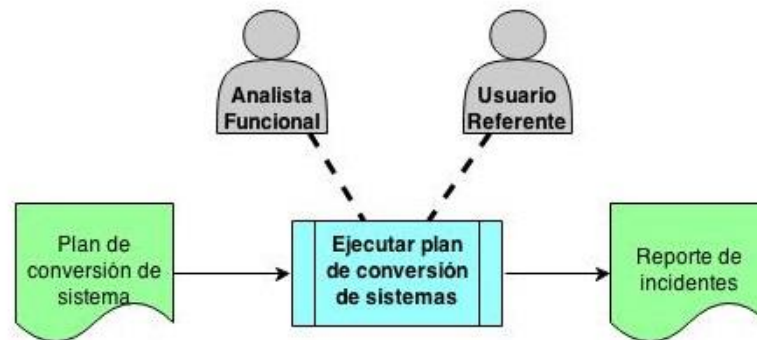 Analista
Funcional
Usuario
Referente
Plan de
conversión de
sistema
Ejecutar plan
de conversión
de sistemas
Reporte de
incidentes